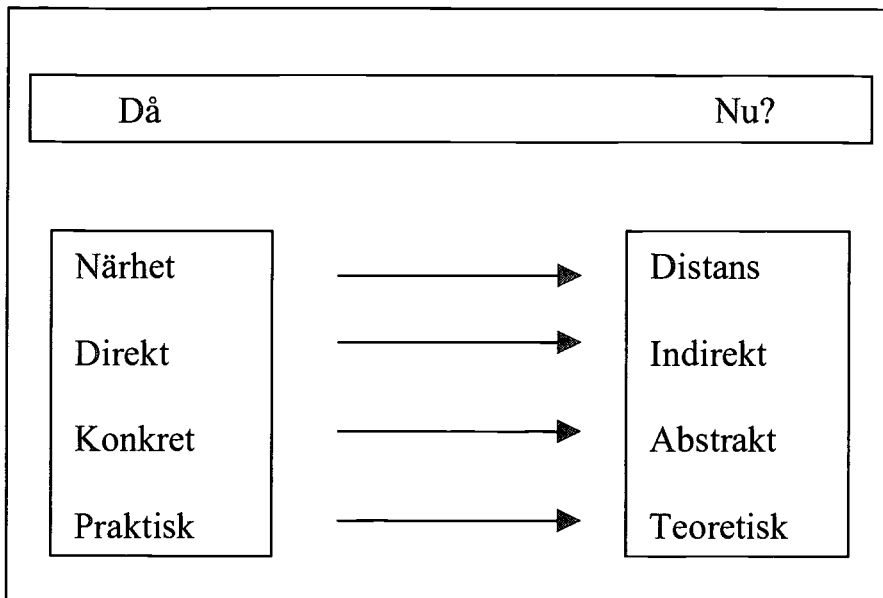 Då Nu?
Närhet Distans
Direkt Indirekt
Konkret Abstrakt
Praktisk Teoretisk